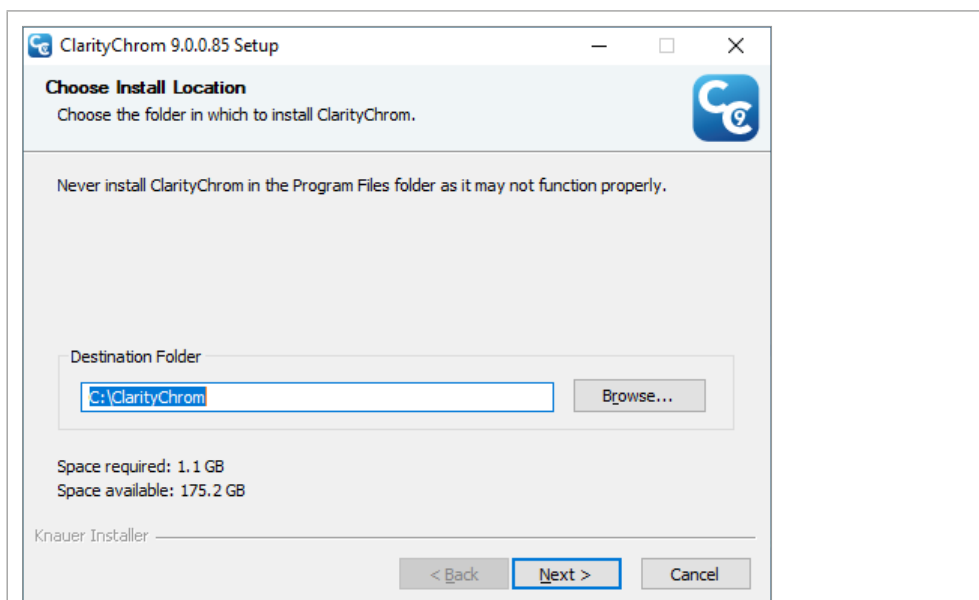 ClarityChrom 9.0.0.85 Setup
Choose Install Location
Choose the folder in which to install ClarityChrom.
CC9
Never install ClarityChrom in the Program Files folder as it may not function properly.
Destination Folder
C:\ClarityChrom
Browse...
Space required: 1.1 GB
Space available: 175.2 GB
Knauer Installer
< Back
Next >
Cancel